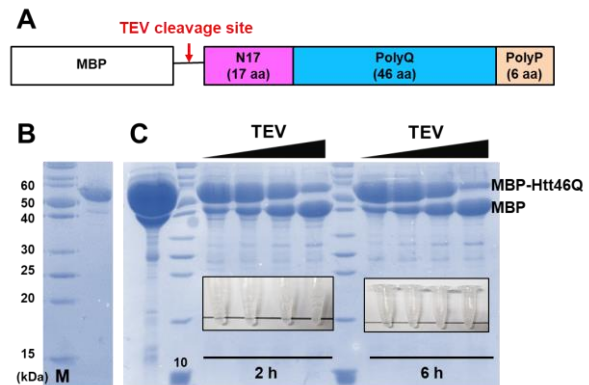 A
TEV cleavage site
MBP
N17
(17 aa)
PolyQ
(46 aa)
PolyP
(6 aa)
B
C
TEV
TEV
60
50
40
30
25
20
15
(kDa) M
10
MBP-Htt46Q
MBP
2 h
6 h